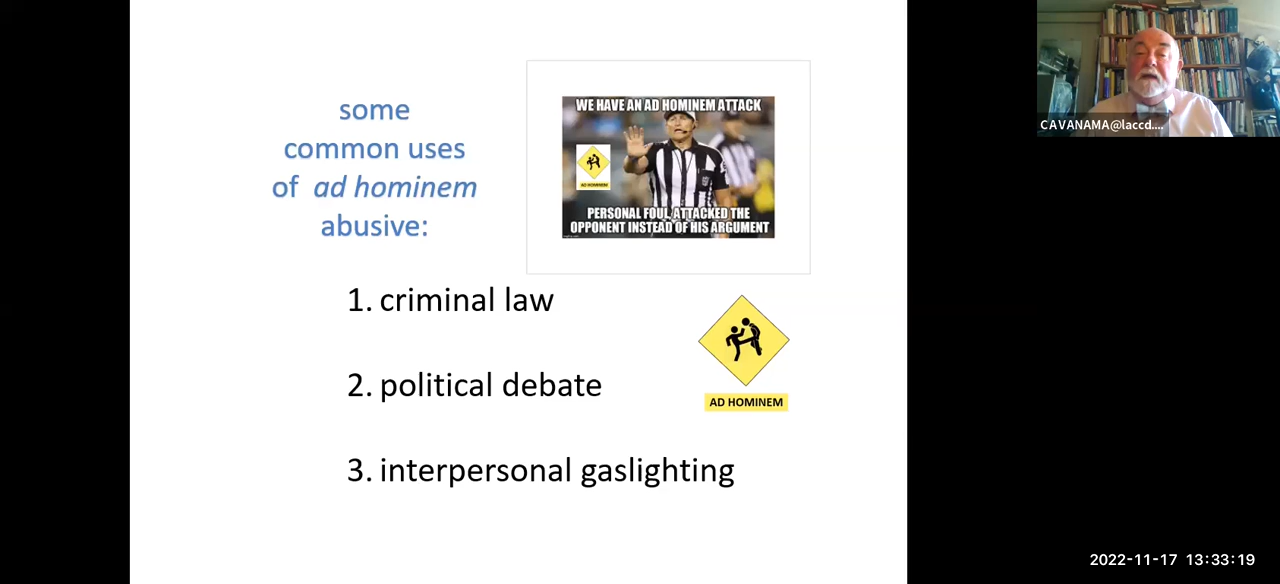 some
common uses
of ad hominem
abusive:
WE HAVE AN AD HOMINEM ATTACK
AD HOMINEM
PERSONAL FOUL, ATTACKED THE
OPPONENT INSTEAD OF HIS ARGUMENT
1. criminal law
2. political debate
AD HOMINEM
3. interpersonal gaslighting
CAVANAMA@laccd....
2022-11-17 13:33:19